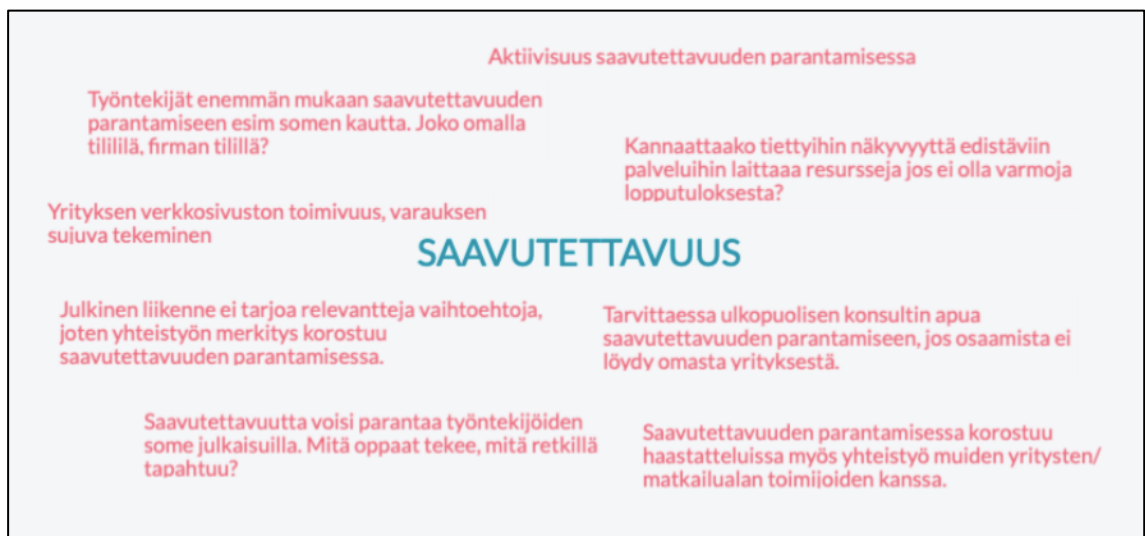 Aktiivisuus saavutettavuuden parantamisessa
Työntekijät enemmän mukaan saavutettavuuden
parantamiseen esim somen kautta. Joko omalla
tilililä, firman tilillä?
Kannaattaako tiettyihin näkyvyyttä edistäviin
palveluihin laittaaa resursseja jos ei olla varmoja
lopputuloksesta?
Yrityksen verkkosivuston toimivuus, varauksen
sujuva tekeminen
SAAVUTETTAVUUS
Julkinen liikenne ei tarjoa relevantteja vaihtoehtoja,
joten yhteistyön merkitys korostuu
saavutettavuuden parantamisessa.
Tarvittaessa ulkopuolisen konsultin apua
saavutettavuuden parantamiseen, jos osaamista ei
löydy omasta yrityksestä.
Saavutettavuutta voisi parantaa työntekijöiden
some julkaisuilla. Mitä oppaat tekee, mitä retkillä
tapahtuu?
Saavutettavuuden parantamisessa korostuu
haastatteluissa myös yhteistyö muiden yritysten/
matkailualan toimijoiden kanssa.